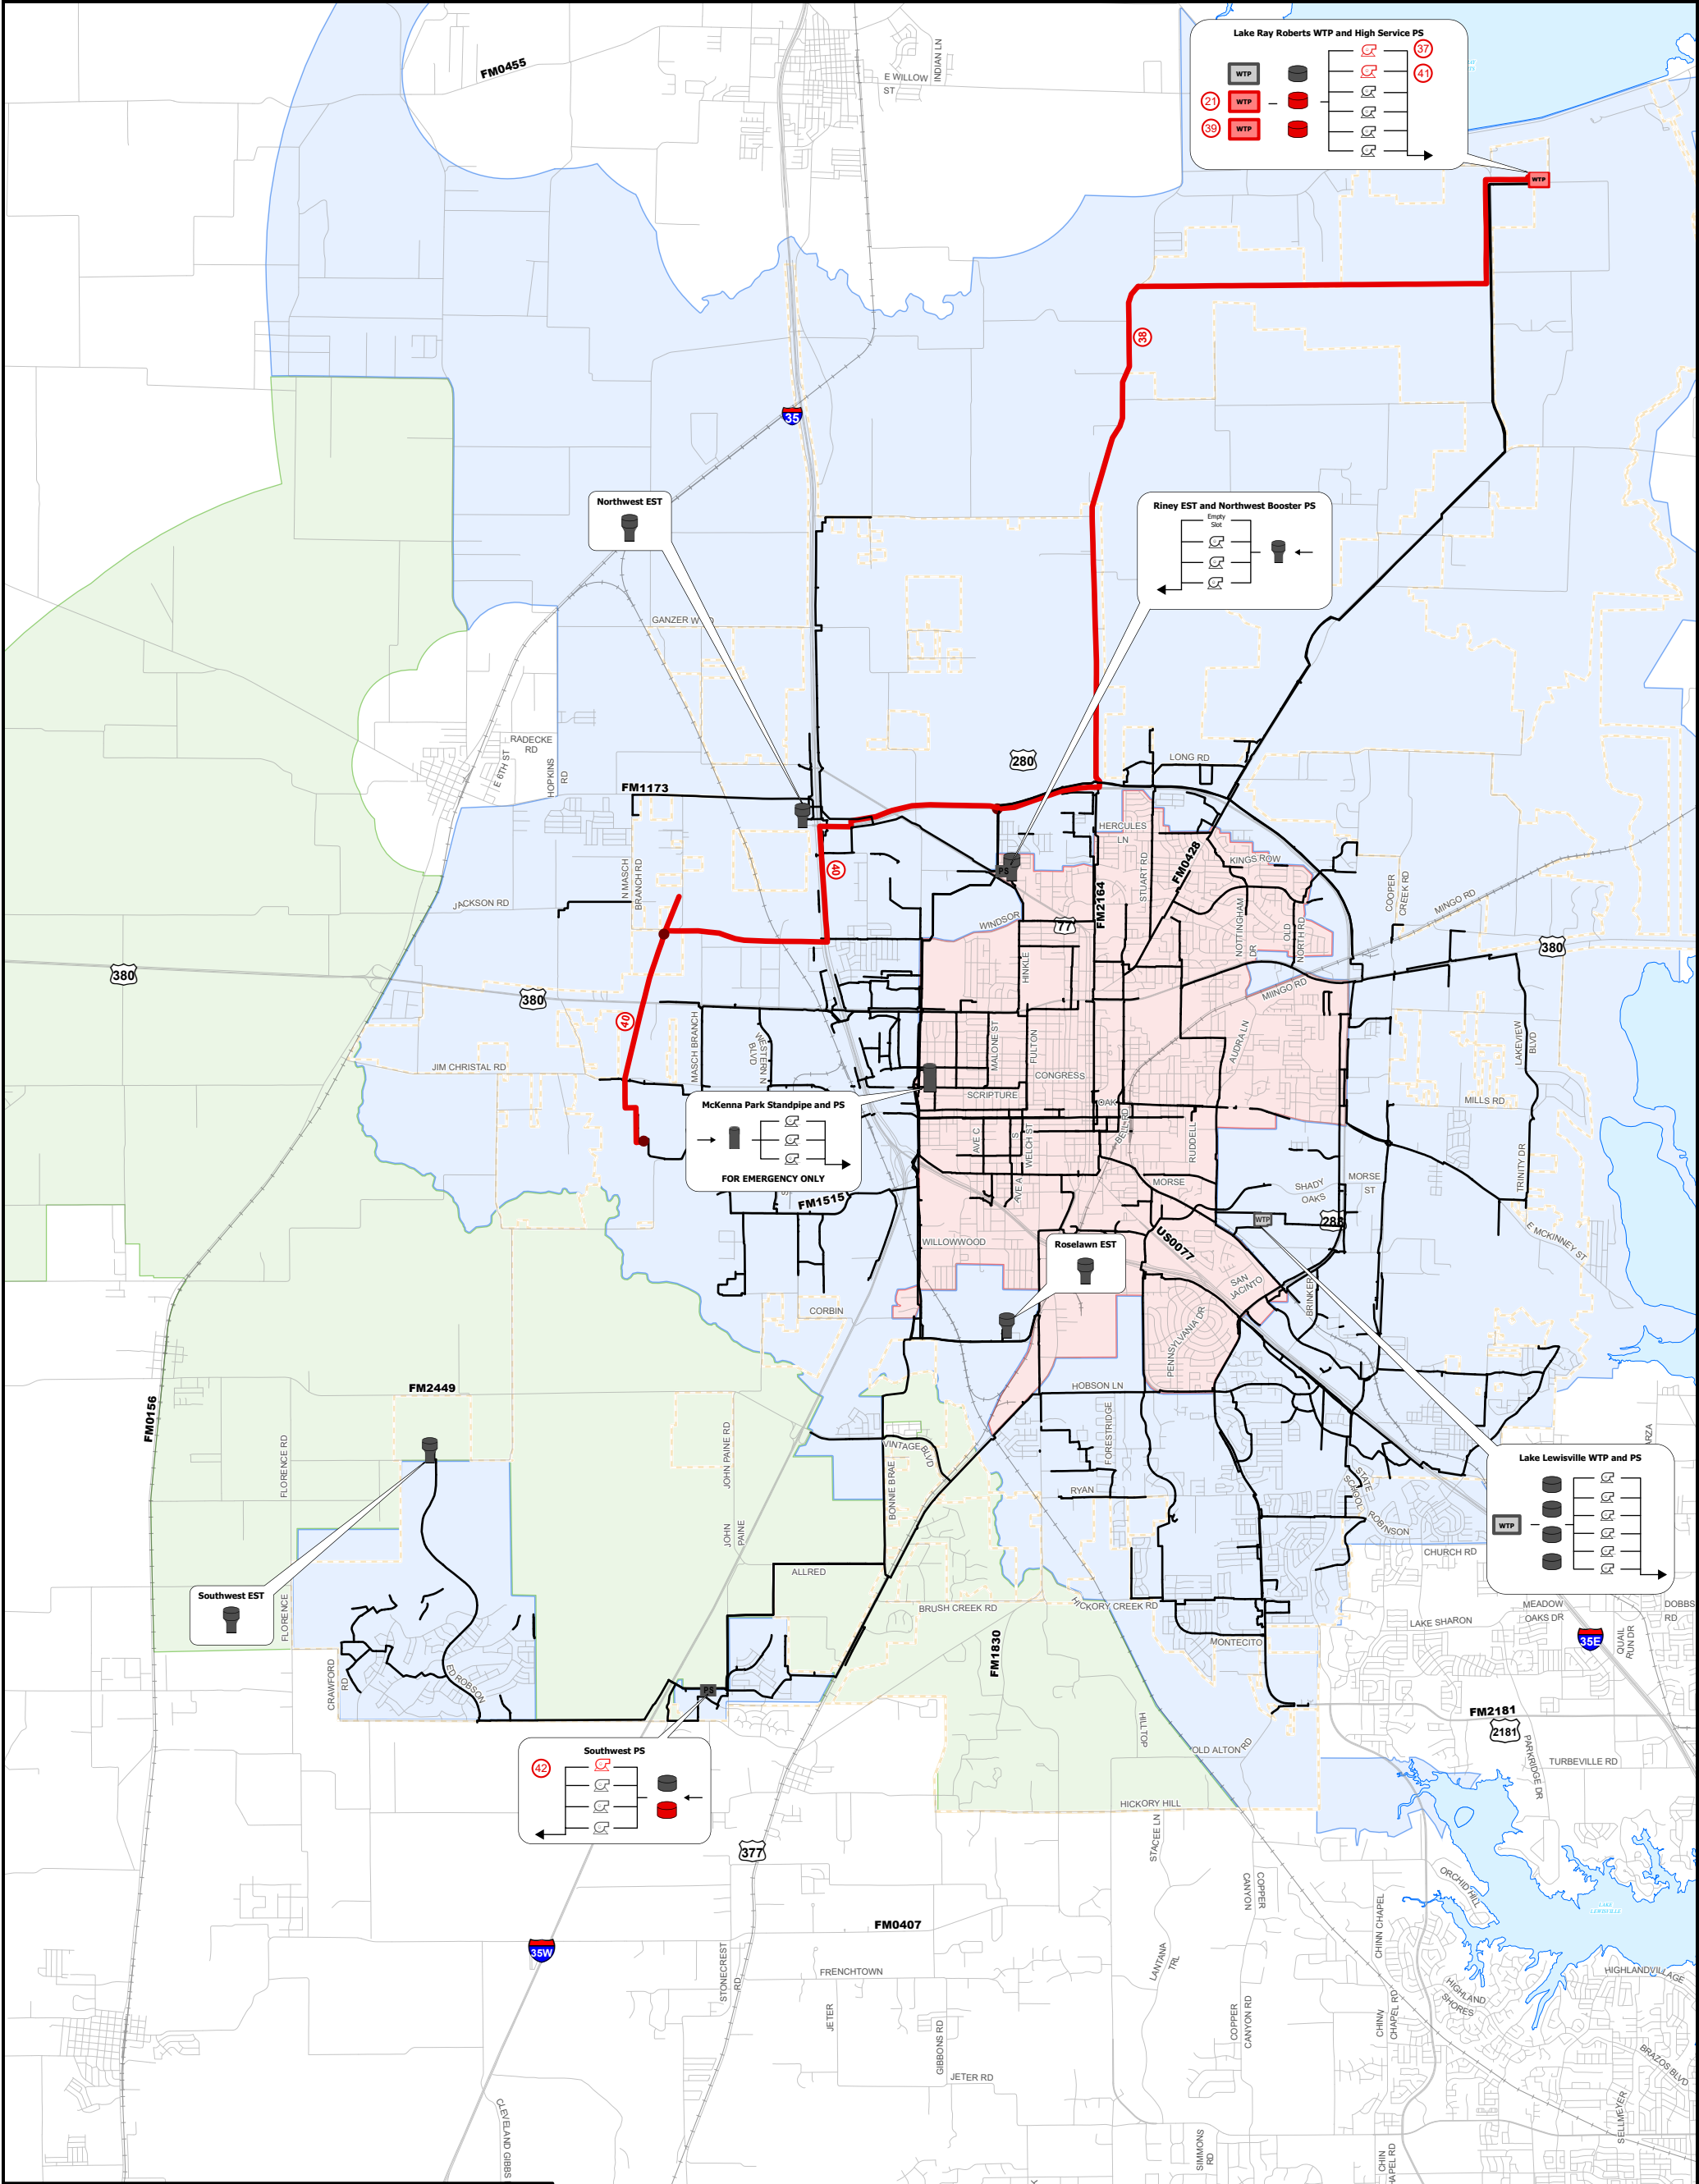 FM0455
E WILLOW
ST
INDIAN LN
Lake Ray Roberts WTP and High Service PS
WTP
37
41
21
WTP
39
WTP
WTP
38
35
Northwest EST
Riney EST and Northwest Booster PS
Empty
Slot
RADECKE
RD
E 6TH ST
HOPKINS
RD
FM1173
280
LONG RD
HERCULES
LN
KINGS ROW
FM0428
STUART RD
FM2164
PS
40
N MASCH
BRANCH RD
JACKSON RD
WINDSOR
77
HINKLE
NOTTINGHAM
DR
OLD
NORTH RD
COOPER
CREEK RD
MINGO RD
380
380
380
40
MIINGO RD
AUDRA LN
LAKEVIEW
BLVD
MASCH BRANCH
WESTERN N
BLVD
MALONE ST
FULTON
CONGRESS
SCRIPTURE
JIM CHRISTAL RD
MILLS RD
McKenna Park Standpipe and PS
FOR EMERGENCY ONLY
OAK
BELL RD
RUDDELL
AVE C
S
WELCH ST
AVE A
MORSE
SHADY
OAKS
MORSE
ST
TRINITY DR
FM1515
WTP
288
E MCKINNEY ST
WILLOWWOOD
Roselawn EST
US0077
SAN
JACINTO
BRINKER
PENNSYLVANIA DR
CORBIN
FM2449
FM0156
HOBSON LN
FORESTRIDGE
VINTAGE
BLVD
BONNIE BRAE
JOHN PAINE RD
FLORENCE RD
RYAN
STATE
SCHOOL
ROBINSON
Lake Lewisville WTP and PS
WTP
JOHN
PAINE
CHURCH RD
ALLRED
Southwest EST
FLORENCE
BRUSH CREEK RD
HICKORY CREEK RD
MEADOW
OAKS DR
DOBBS
RD
LAKE SHARON
35E
QUAIL
RUN DR
MONTECITO
FM1830
CRAWFORD
RD
ED ROBSON
PS
FM2181
2181
HILLTOP
OLD ALTON RD
PARKRIDGE DR
TURBEVILLE RD
Southwest PS
42
HICKORY HILL
STACEE LN
377
ORCHID HILL
COPPER
CANYON
CHINN CHAPEL
LAKE
LEWISVILLE
FM0407
35W
STONECREST
RD
FRENCHTOWN
LANTANA
TRL
HIGHLANDVILLAGE
HIGHLAND
SHORES
JETER
GIBBONS RD
COPPER
CANYON RD
CHINN
CHAPEL RD
JETER RD
BRAZOS BLVD
SELLMEYER
CLEVELAND GIBBS
SIMMONS
RD
CHIN